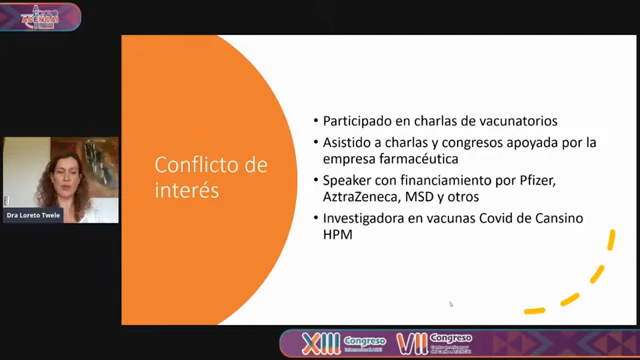 Conflicto de
interés
• Participado en charlas de vacunatorios
• Asistido a charlas y congresos apoyada por la
empresa farmacéutica
• Speaker con financiamiento por Pfizer,
AztraZeneca, MSD y otros
• Investigadora en vacunas Covid de Cansino
HPM
Dra Loreto Twele
XIII Congreso
VII Congreso